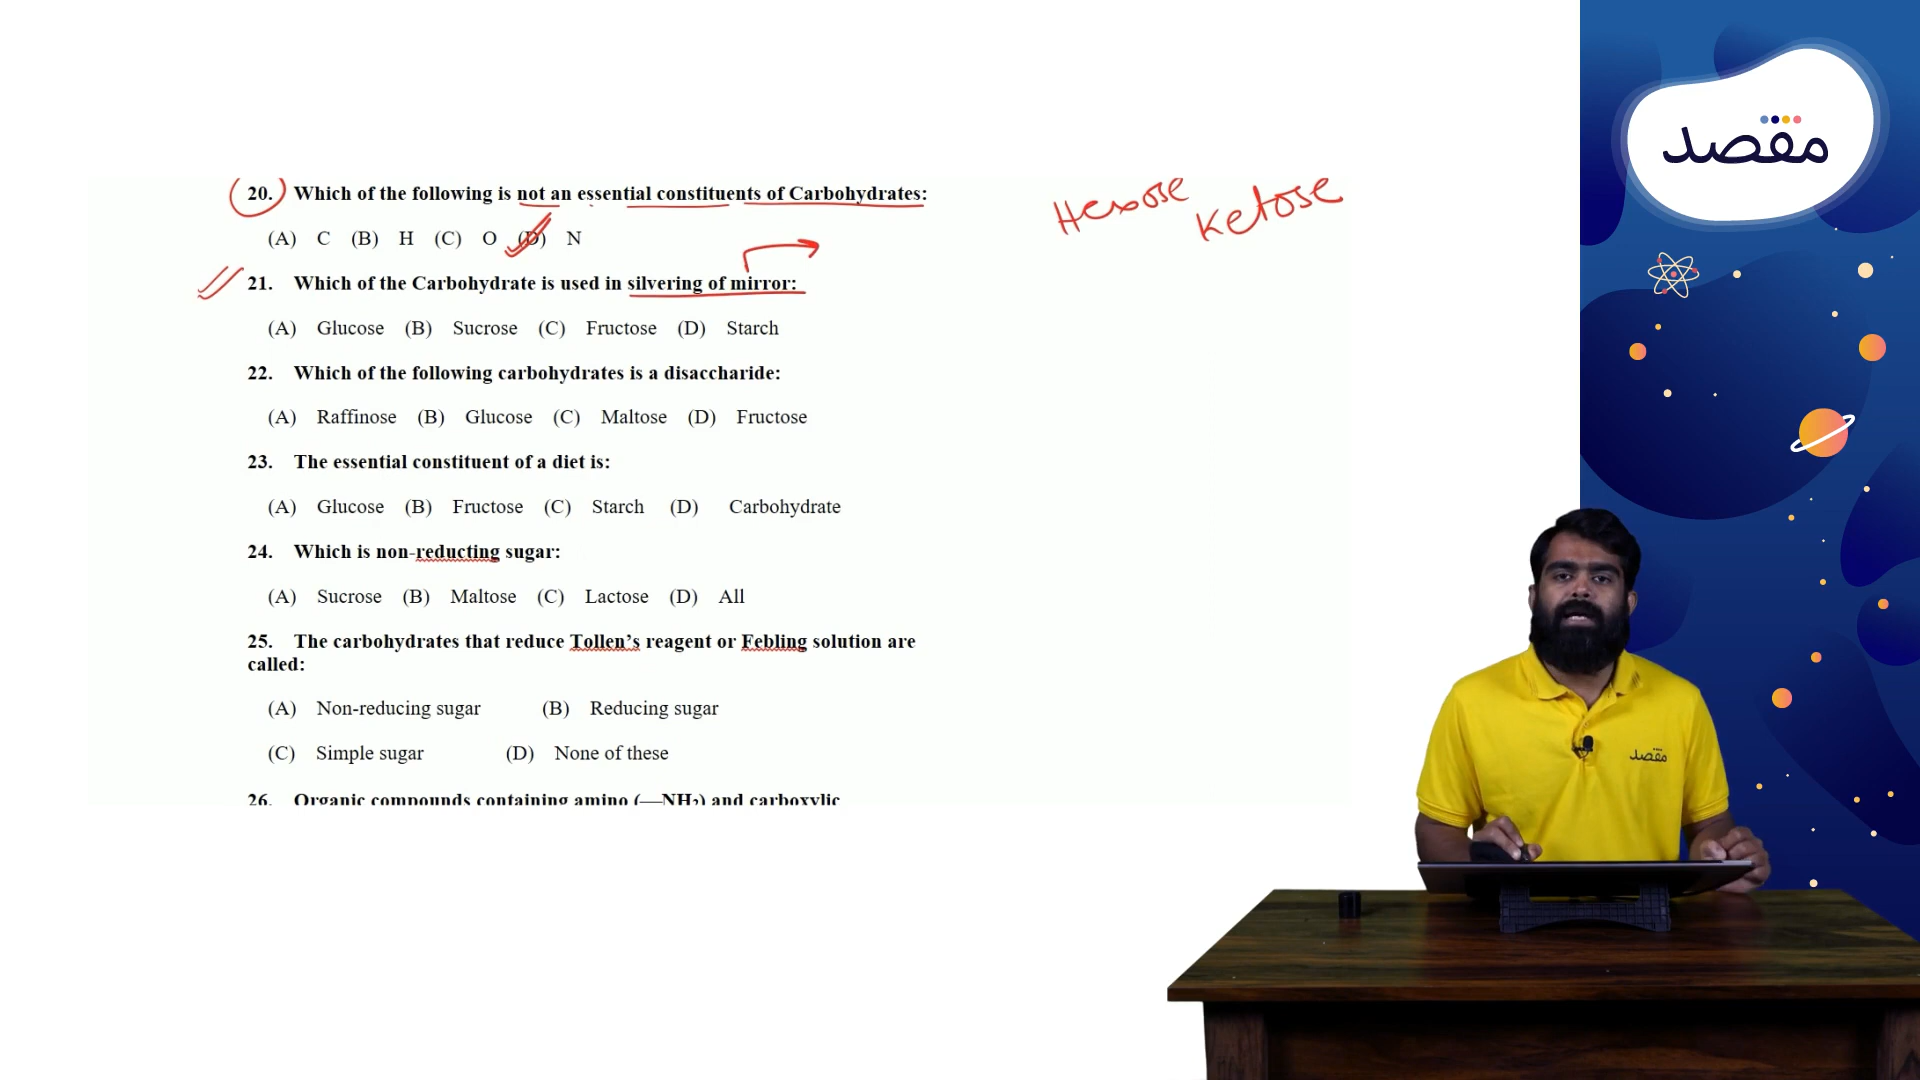 20. Which of the following is not an essential constituents of Carbohydrates:
(A) C (B) H (C) O (D) N
21. Which of the Carbohydrate is used in silvering of mirror:
(A) Glucose (B) Sucrose (C) Fructose (D) Starch
22. Which of the following carbohydrates is a disaccharide:
(A) Raffinose (B) Glucose (C) Maltose (D) Fructose
23. The essential constituent of a diet is:
(A) Glucose (B) Fructose (C) Starch (D) Carbohydrate
24. Which is non-reducting sugar:
(A) Sucrose (B) Maltose (C) Lactose (D) All
25. The carbohydrates that reduce Tollen’s reagent or Febling solution are
called:
(A) Non-reducing sugar (B) Reducing sugar
(C) Simple sugar (D) None of these
26. Organic compounds containing amino (—NH₂) and carboxylic
Hexose Ketose
مقصد
مقصد